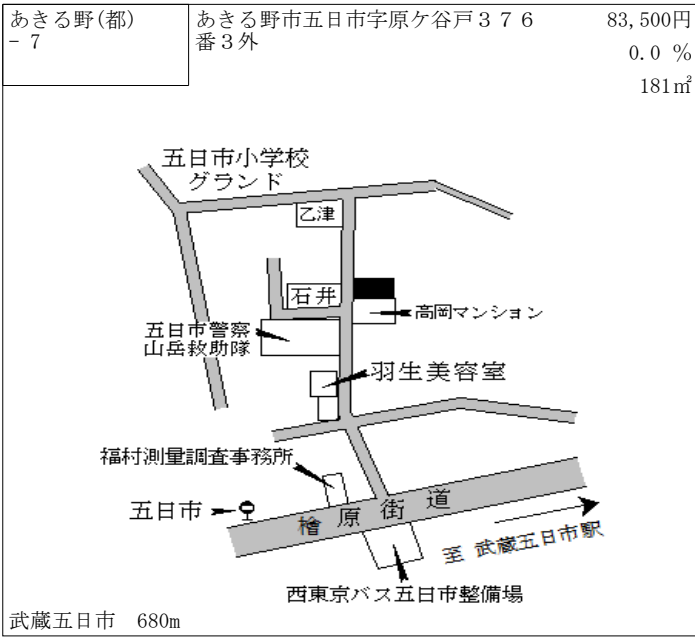 あきる野(都)
－７
あきる野市五日市字原ケ谷戸３７６
番３外
83,500円
0.0 %
181㎡
五日市小学校
グランド
乙津
石井
高岡マンション
五日市警察
山岳救助隊
羽生美容室
福村測量調査事務所
五日市
檜原街道
至 武蔵五日市駅
西東京バス五日市整備場
武蔵五日市　680m